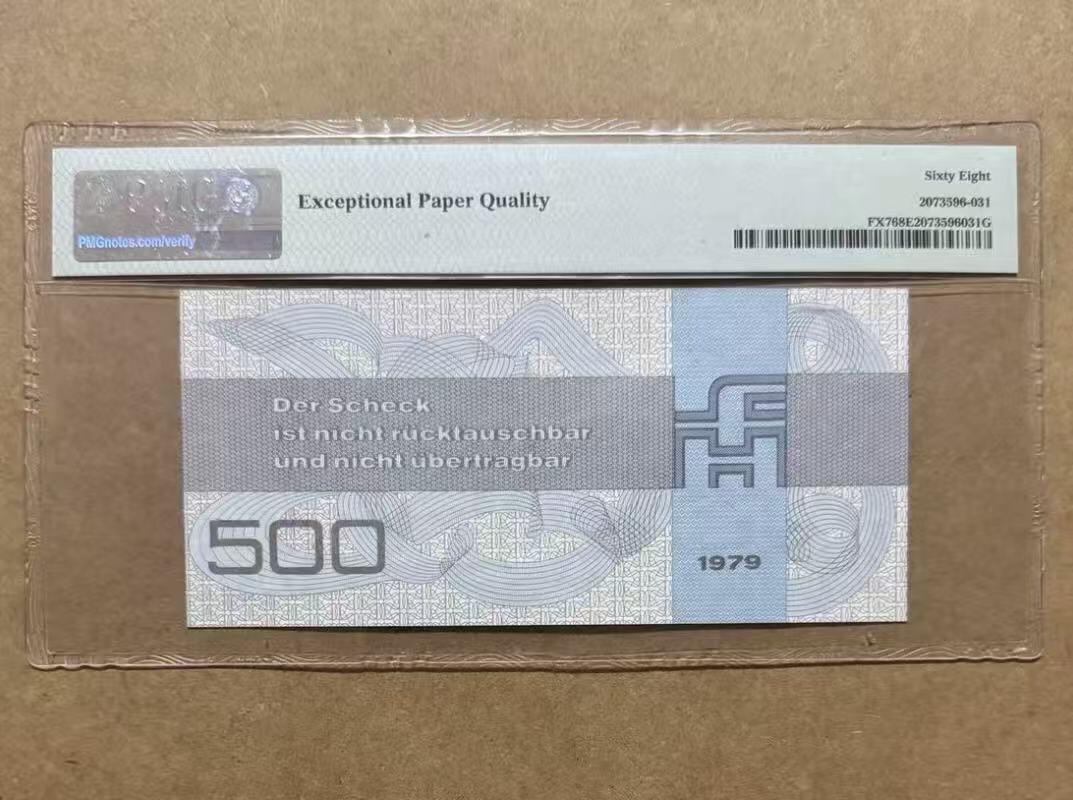 PMG
PMGnotes.com/verify
Exceptional Paper Quality
Sixty Eight
2073596-031
FX768E2073596031G
Der Scheck
ist nicht rücktauschbar
und nicht übertragbar
500
1979